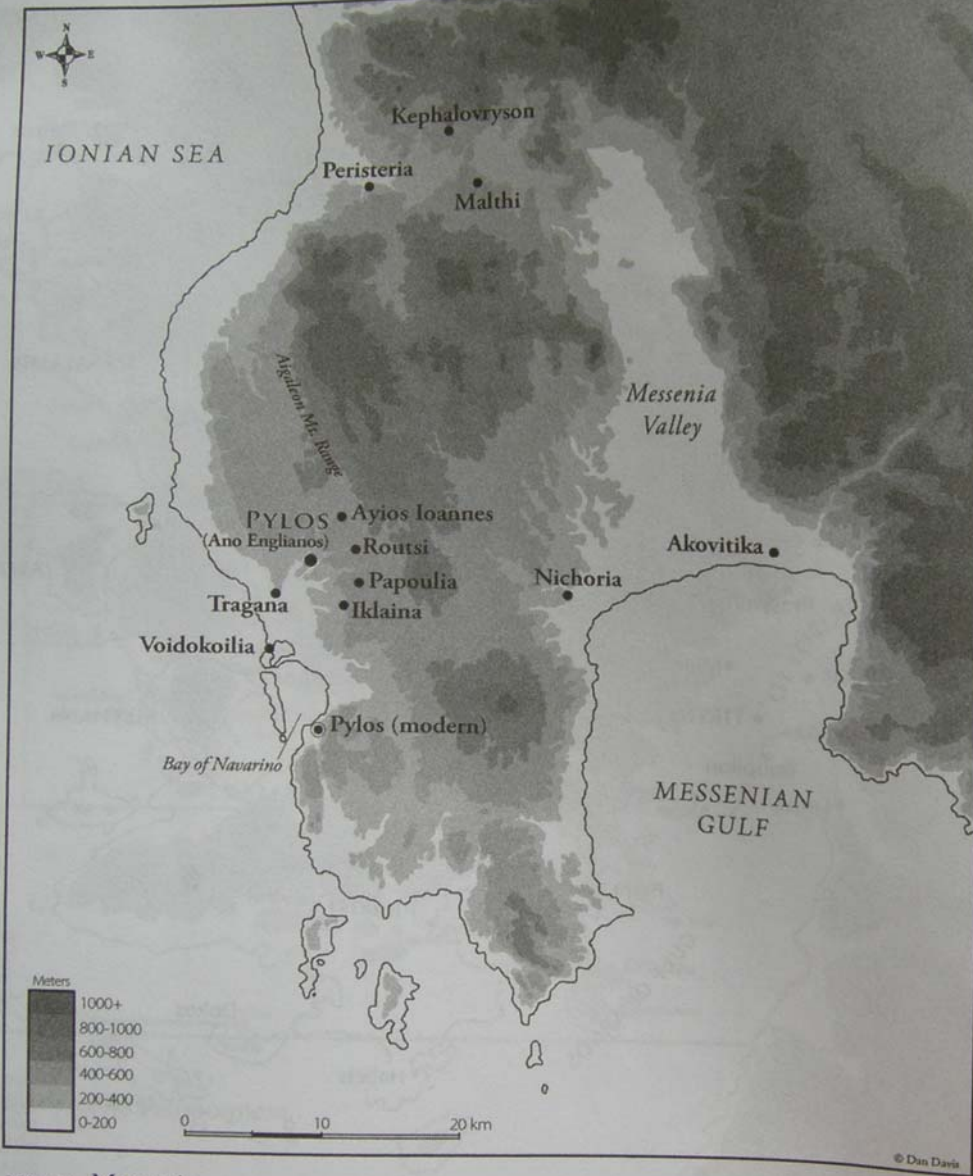 N
W E
S
IONIAN SEA
Kephalovryson
Peristeria
Malthi
Aigaleon Mt. Range
Messenia
Valley
PYLOS
(Ano Englianos)
Ayios Ioannes
Routsi
Papoulia
Iklaina
Tragana
Nichoria
Akovitika
Voidokoilia
Pylos (modern)
Bay of Navarino
MESSENIAN
GULF
Meters
1000+
800-1000
600-800
400-600
200-400
0-200
0 10 20 km
© Dan Davis